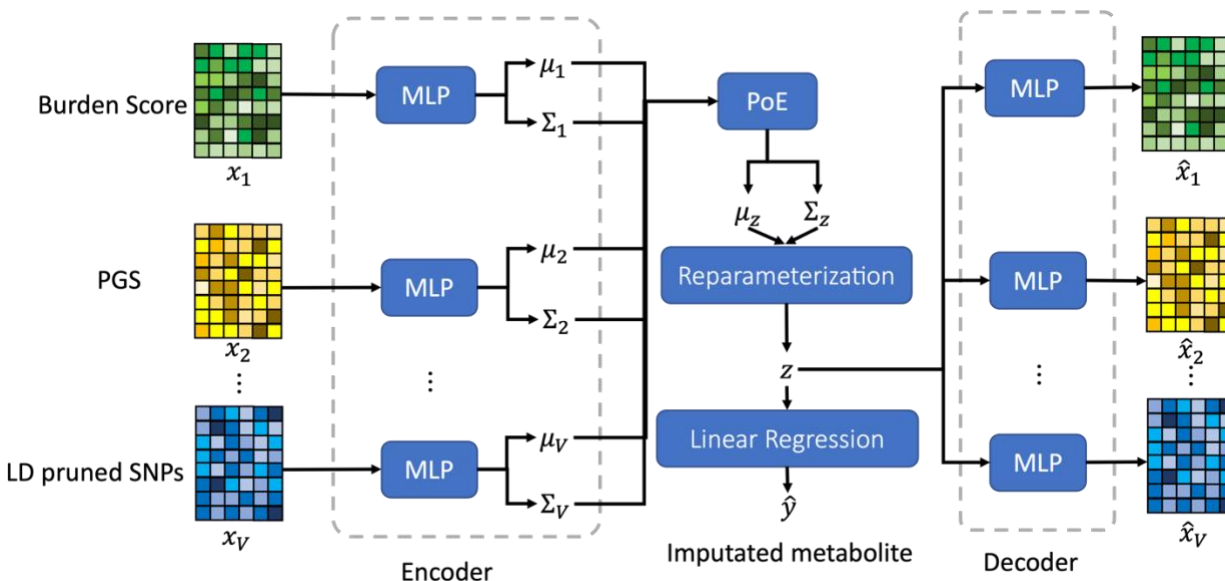 Burden Score
x₁
PGS
x₂
⋮
LD pruned SNPs
x_V
MLP
μ₁
Σ₁
MLP
μ₂
Σ₂
⋮
MLP
μ_V
Σ_V
Encoder
PoE
μ_z
Σ_z
Reparameterization
z
Linear Regression
ŷ
Imputated metabolite
MLP
MLP
⋮
MLP
Decoder
x̂₁
x̂₂
⋮
x̂_V